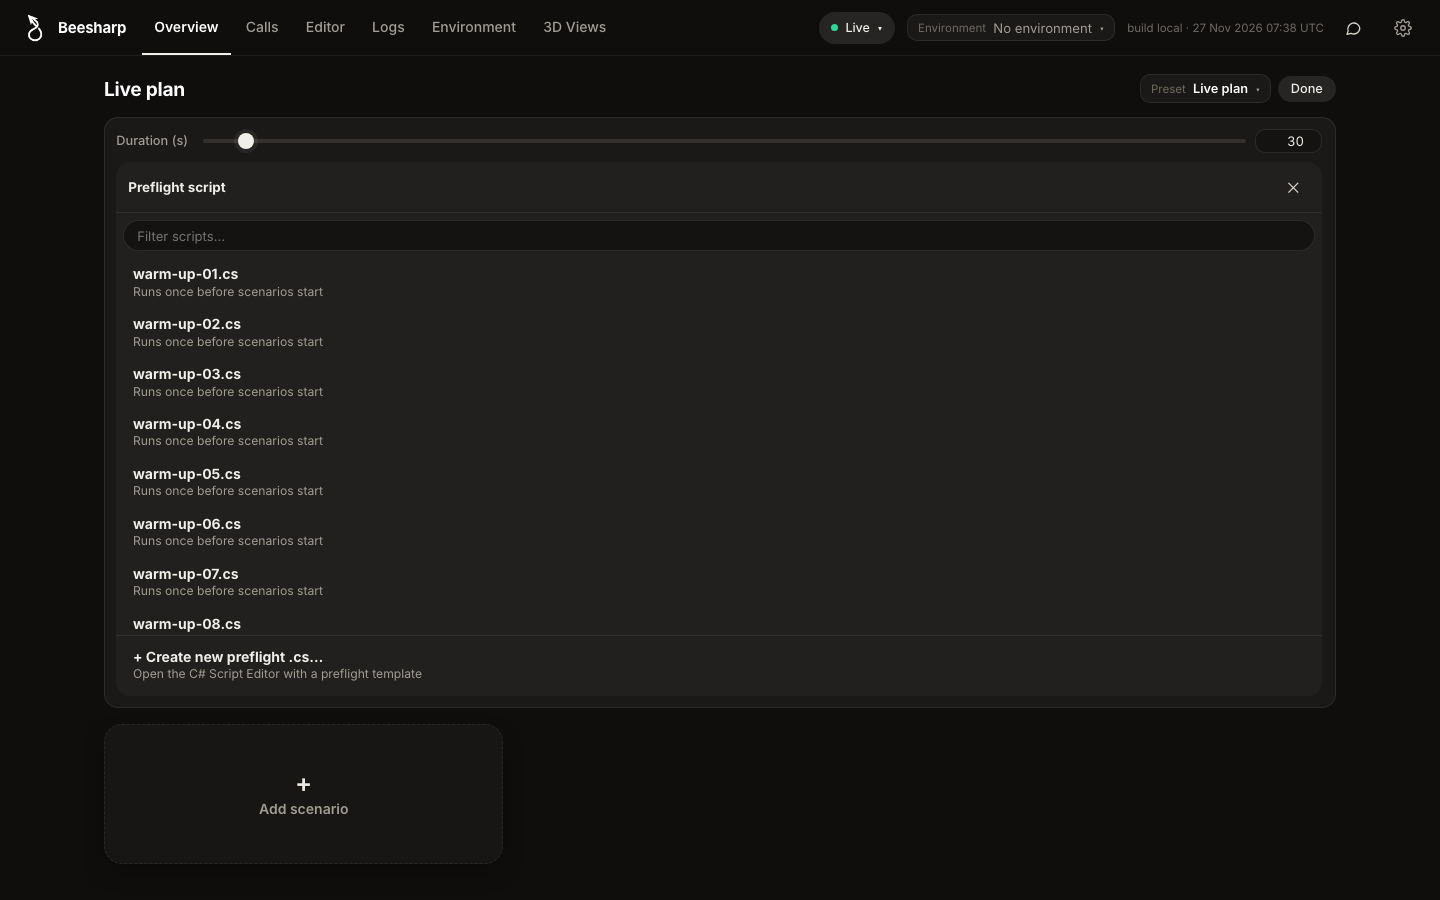 Beesharp
Overview
Calls
Editor
Logs
Environment
3D Views
Live
Environment No environment
build local · 27 Nov 2026 07:38 UTC
Live plan
Preset Live plan
Done
Duration (s)
30
Preflight script
Filter scripts...
warm-up-01.cs
Runs once before scenarios start
warm-up-02.cs
Runs once before scenarios start
warm-up-03.cs
Runs once before scenarios start
warm-up-04.cs
Runs once before scenarios start
warm-up-05.cs
Runs once before scenarios start
warm-up-06.cs
Runs once before scenarios start
warm-up-07.cs
Runs once before scenarios start
warm-up-08.cs
+ Create new preflight .cs...
Open the C# Script Editor with a preflight template
+
Add scenario